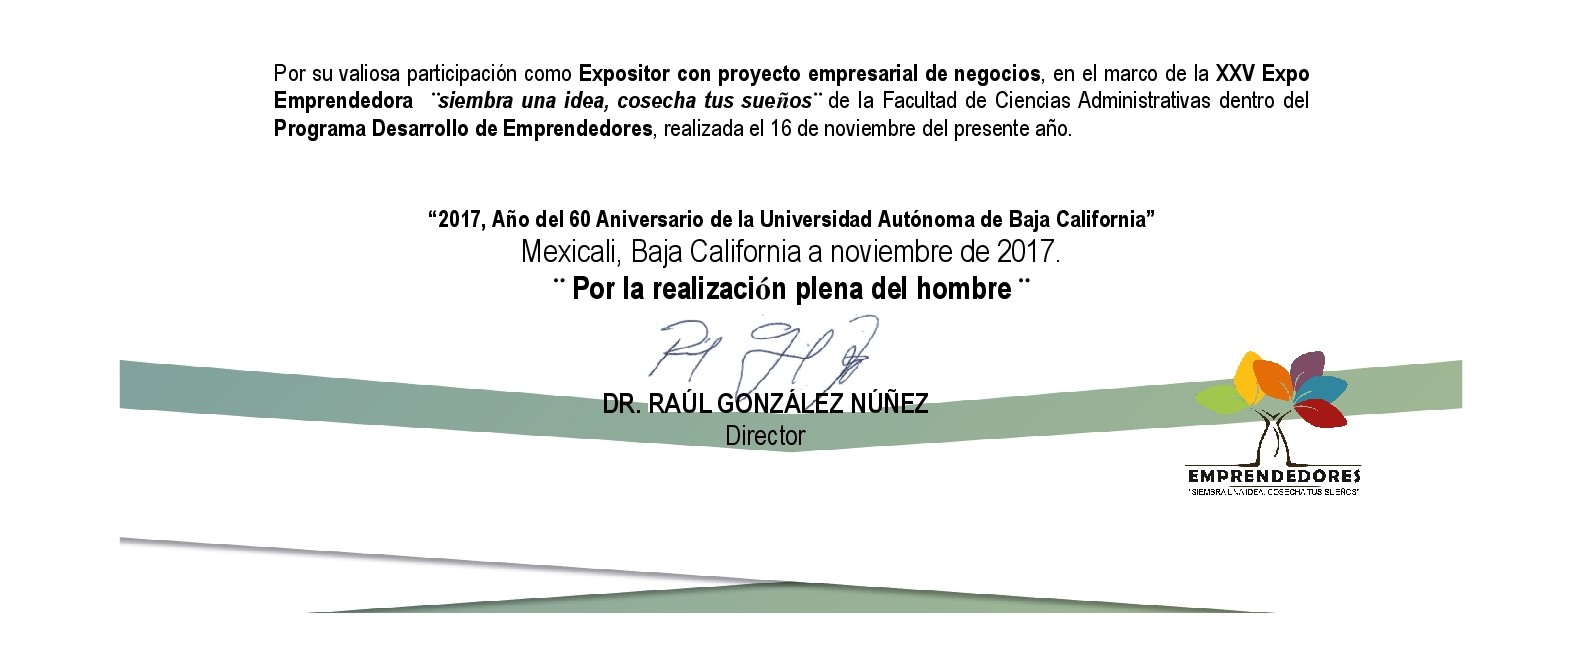 Por su valiosa participación como Expositor con proyecto empresarial de negocios, en el marco de la XXV Expo
Emprendedora ¨siembra una idea, cosecha tus sueños¨ de la Facultad de Ciencias Administrativas dentro del
Programa Desarrollo de Emprendedores, realizada el 16 de noviembre del presente año.
“2017, Año del 60 Aniversario de la Universidad Autónoma de Baja California”
Mexicali, Baja California a noviembre de 2017.
¨ Por la realización plena del hombre ¨
DR. RAÚL GONZÁLEZ NÚÑEZ
Director
EMPRENDEDORES
"SIEMBRA UNA IDEA, COSECHA TUS SUEÑOS"